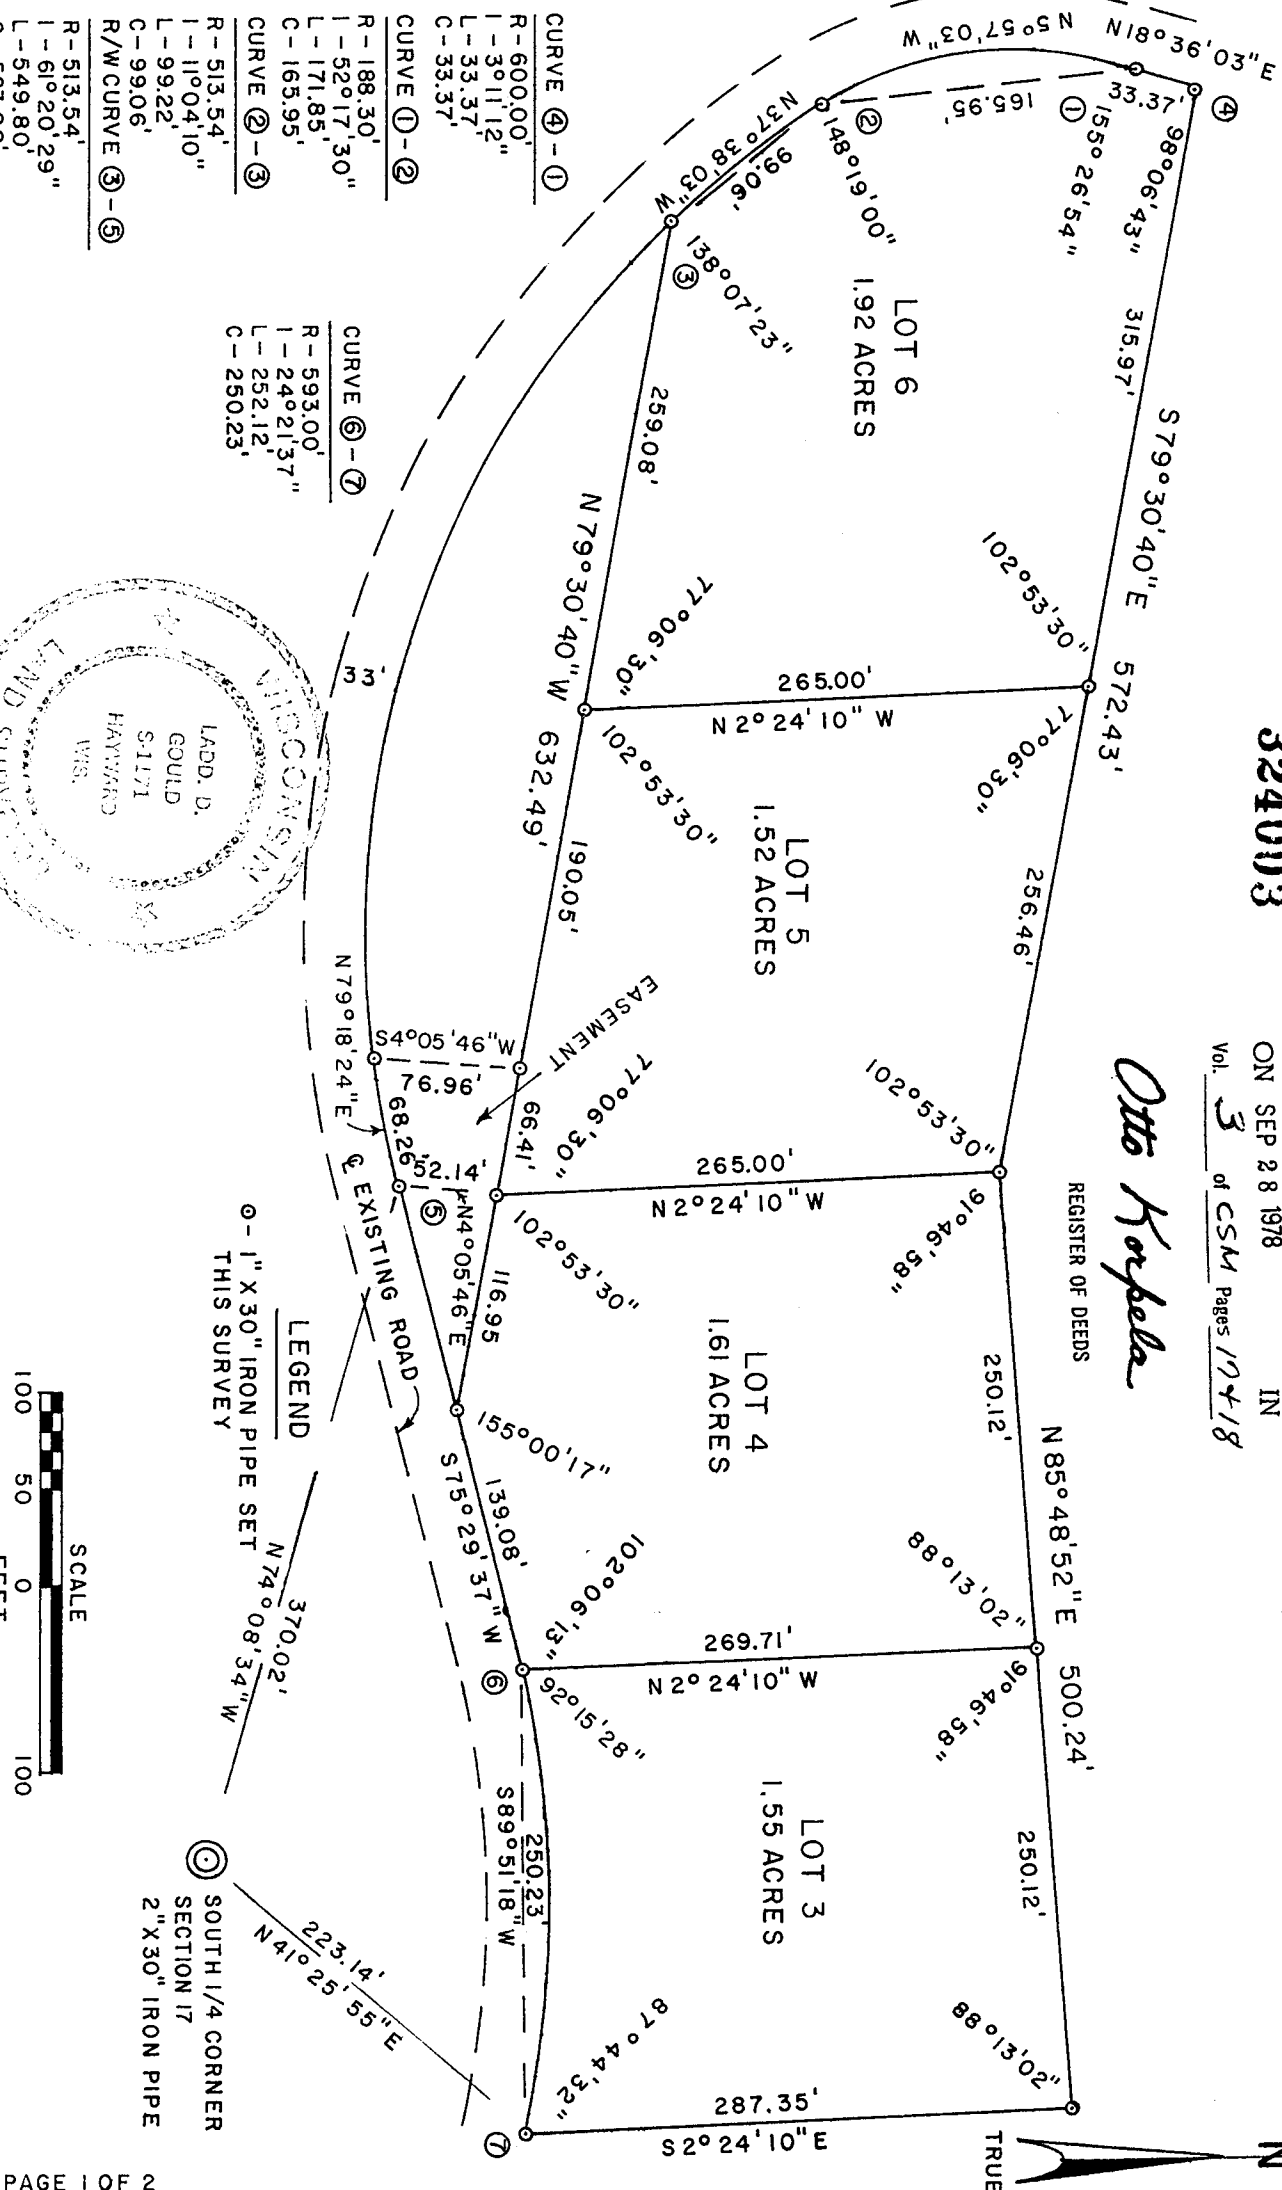 324003
ON SEP 28 1978 IN
Vol. 3 of CSM Pages 17+18
Otto Korpela
REGISTER OF DEEDS
N
TRUE
N18°36'03"E
33.37'
④
N5°57'03"W
①
165.95'
②
N37°38'03"W
99.06'
③
98°06'43"
155°26'54"
148°19'00"
138°07'23"
315.97'
S79°30'40"E 572.43'
LOT 6
1.92 ACRES
102°53'30"
77°06'30"
259.08'
N79°30'40"W 632.49'
265.00'
N2°24'10"W
77°06'30"
102°53'30"
256.46'
LOT 5
1.52 ACRES
190.05'
EASEMENT
S4°05'46"W
76.96'
66.41'
77°06'30"
102°53'30"
265.00'
N2°24'10"W
91°46'58"
102°53'30"
52.14'
N4°05'46"E
⑤
68.26'
N79°18'24"E
116.95
250.12'
N85°48'52"E 500.24'
LOT 4
1.61 ACRES
155°00'17"
139.08'
S75°29'37"W
102°06'13"
88°13'02"
269.71'
N2°24'10"W
91°46'58"
92°15'28"
⑥
250.12'
LOT 3
1.55 ACRES
250.23'
S89°51'18"W
87°44'32"
88°13'02"
287.35'
S2°24'10"E
⑦
33'
℄ EXISTING ROAD
CURVE ④-①
R-600.00'
I-3°11'12"
L-33.37'
C-33.37'
CURVE ①-②
R-188.30'
I-52°17'30"
L-171.85'
C-165.95'
CURVE ②-③
R-513.54'
I-11°04'10"
L-99.22'
C-99.06'
R/W CURVE ③-⑤
R-513.54'
I-61°20'29"
L-549.80'
CURVE ⑥-⑦
R-593.00'
I-24°21'37"
L-252.12'
C-250.23'
WISCONSIN
LADD. D.
GOULD
S-1171
HAYWARD
WIS.
LAND SURVEYOR
LEGEND
⊙- 1"X30" IRON PIPE SET
THIS SURVEY
370.02'
N74°08'34"W
223.14'
N41°25'55"E
SOUTH 1/4 CORNER
SECTION 17
2"X30" IRON PIPE
SCALE
100 50 0 100
FEET
PAGE 1 OF 2